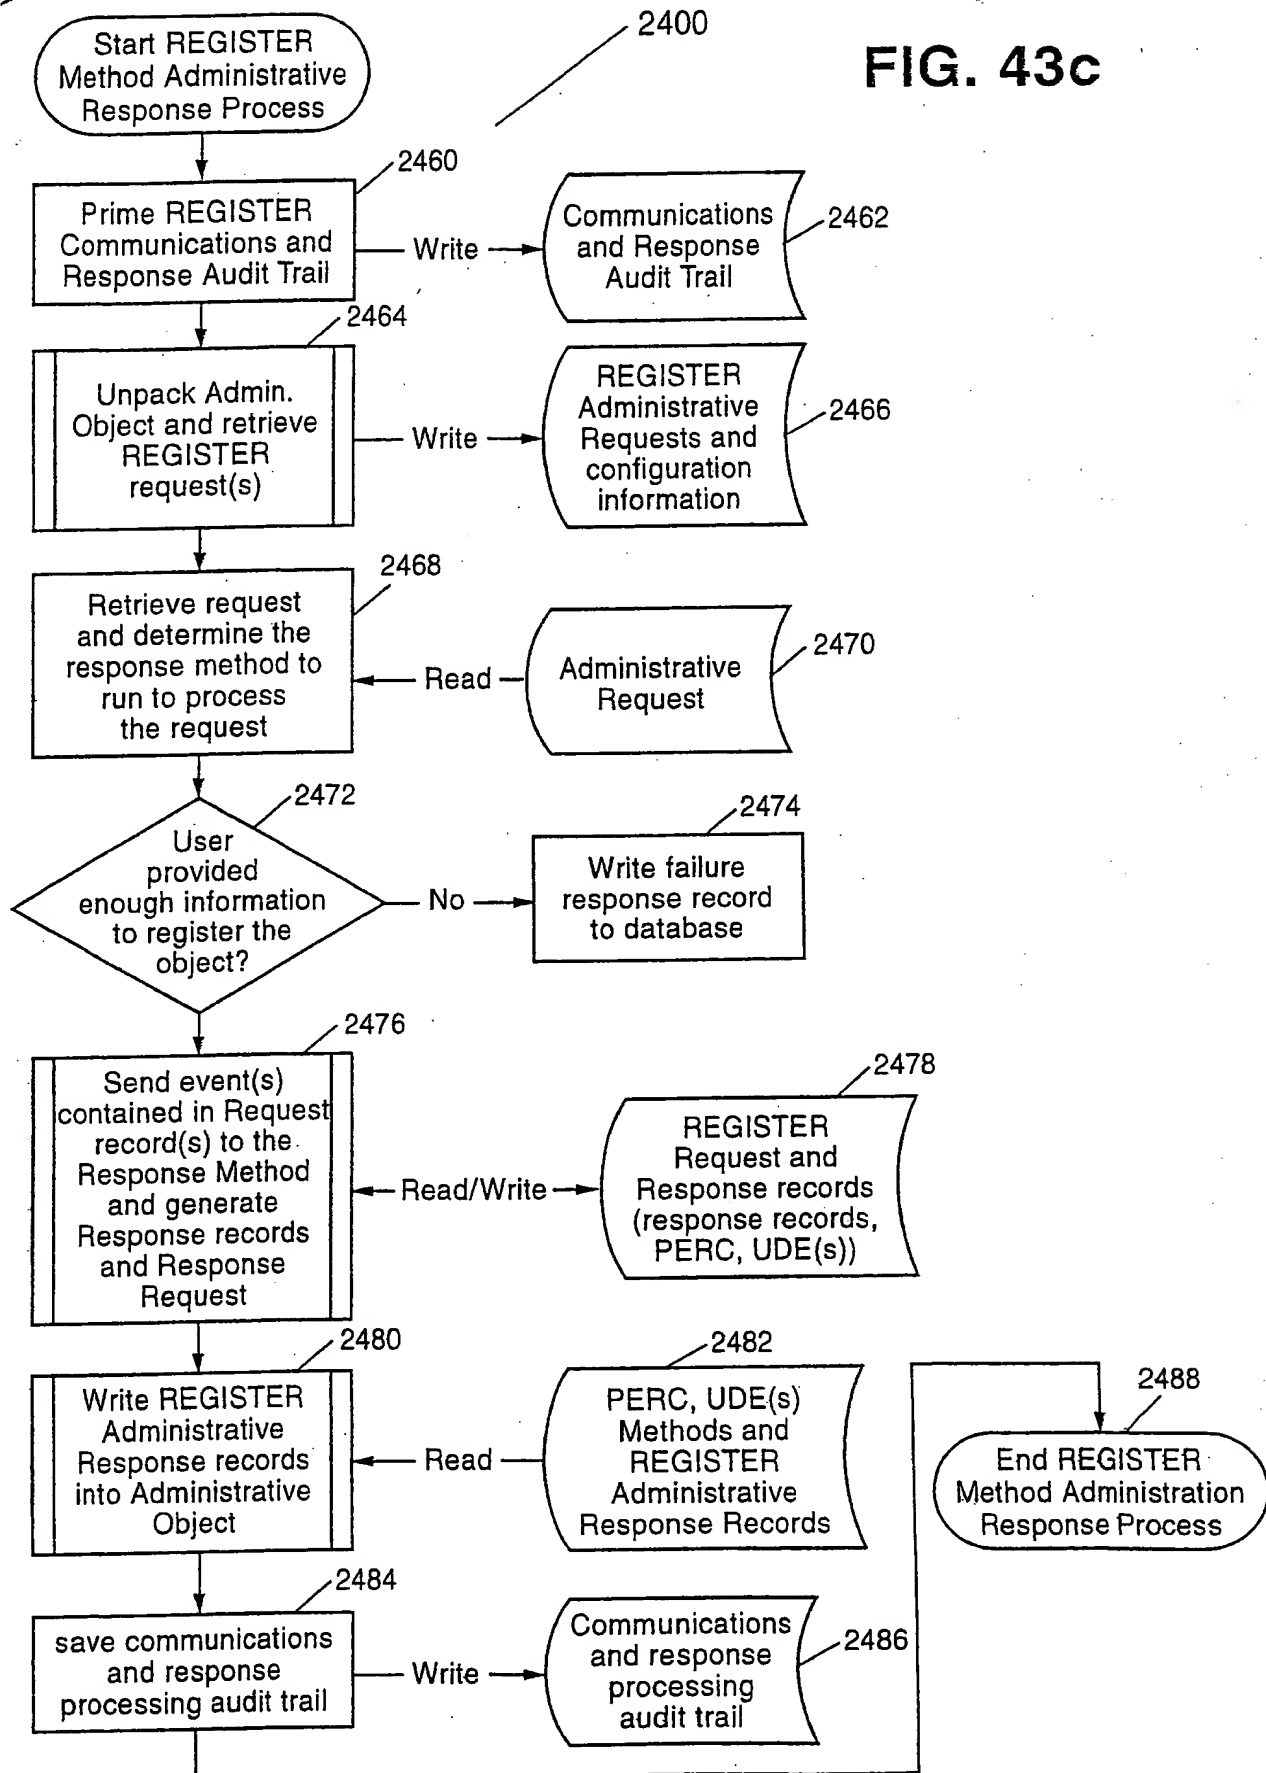 Start REGISTER
Method Administrative
Response Process
2400
FIG. 43c
2460
Prime REGISTER
Communications and
Response Audit Trail
Write
Communications
and Response
Audit Trail
2462
2464
Unpack Admin.
Object and retrieve
REGISTER
request(s)
Write
REGISTER
Administrative
Requests and
configuration
information
2466
2468
Retrieve request
and determine the
response method to
run to process
the request
Read
Administrative
Request
2470
2472
User
provided
enough information
to register the
object?
No
2474
Write failure
response record
to database
2476
Send event(s)
contained in Request
record(s) to the
Response Method
and generate
Response records
and Response
Request
Read/Write
2478
REGISTER
Request and
Response records
(response records,
PERC, UDE(s))
2480
Write REGISTER
Administrative
Response records
into Administrative
Object
Read
2482
PERC, UDE(s)
Methods and
REGISTER
Administrative
Response Records
2488
End REGISTER
Method Administration
Response Process
2484
save communications
and response
processing audit trail
Write
Communications
and response
processing
audit trail
2486